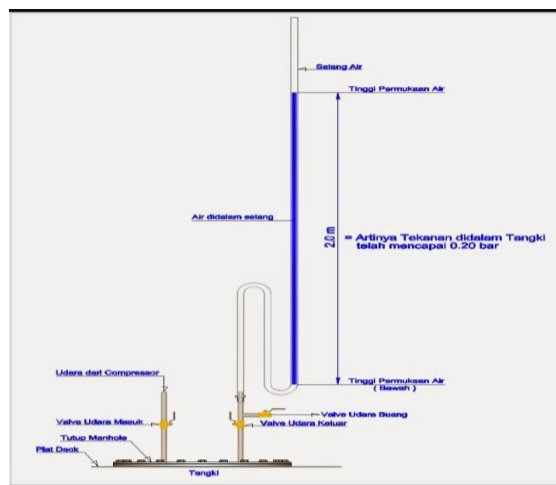 Selang Air
Tinggi Permukaan Air
Air didalam selang
2.0 m
= Artinya Tekanan didalam Tangki
telah mencapai 0.20 bar
Udara dari Compressor
Tinggi Permukaan Air
( Bawah )
Valve Udara Buang
Valve Udara Masuk
Valve Udara Keluar
Tutup Manhole
Plat Deck
Tangki